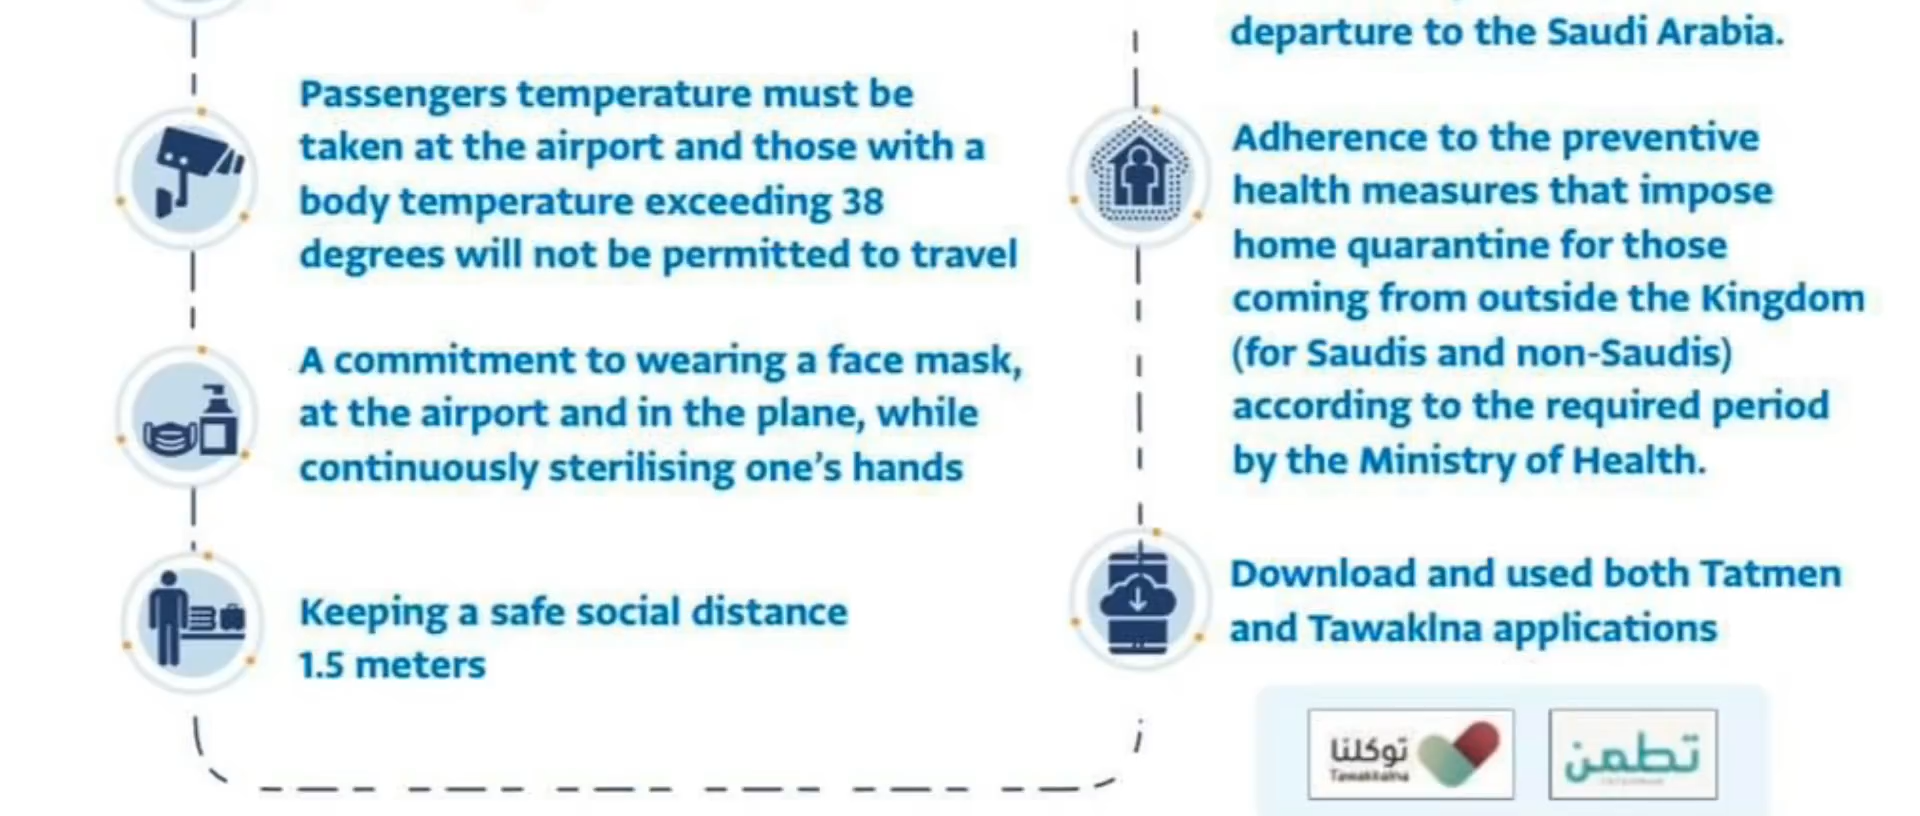 Passengers temperature must be
taken at the airport and those with a
body temperature exceeding 38
degrees will not be permitted to travel
A commitment to wearing a face mask,
at the airport and in the plane, while
continuously sterilising one's hands
Keeping a safe social distance
1.5 meters
departure to the Saudi Arabia.
Adherence to the preventive
health measures that impose
home quarantine for those
coming from outside the Kingdom
(for Saudis and non-Saudis)
according to the required period
by the Ministry of Health.
Download and used both Tatmen
and Tawaklna applications
توكلنا
Tawakkalna
تطمن